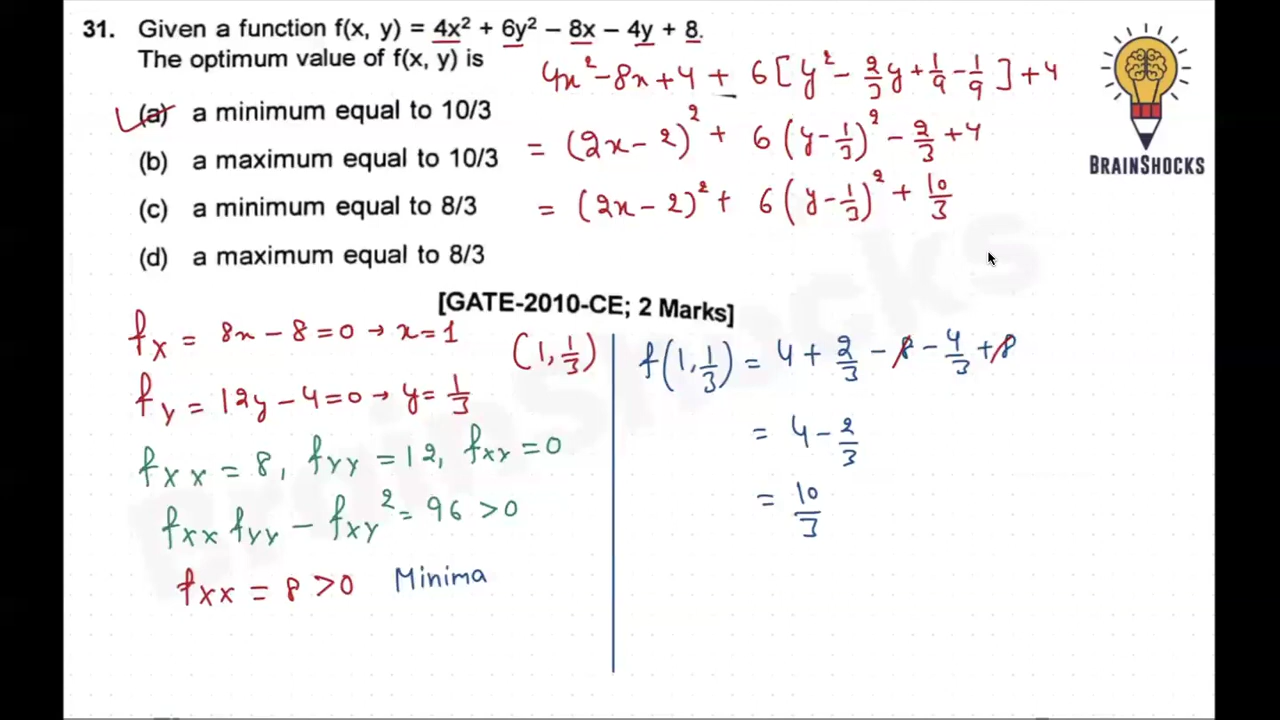 31. Given a function f(x, y) = 4x² + 6y² − 8x − 4y + 8.
The optimum value of f(x, y) is
4x² − 8x + 4 + 6[y² − 2/3 y + 1/9 − 1/9] + 4
(a) a minimum equal to 10/3
= (2x − 2)² + 6(y − 1/3)² − 2/3 + 4
(b) a maximum equal to 10/3
= (2x − 2)² + 6(y − 1/3)² + 10/3
(c) a minimum equal to 8/3
(d) a maximum equal to 8/3
BRAINSHOCKS
[GATE-2010-CE; 2 Marks]
fx = 8x − 8 = 0 → x = 1
(1, 1/3)
fy = 12y − 4 = 0 → y = 1/3
fxx = 8, fyy = 12, fxy = 0
fxx fyy − fxy² = 96 > 0
fxx = 8 > 0 Minima
f(1, 1/3) = 4 + 2/3 − 8 − 4/3 + 8
= 4 − 2/3
= 10/3
BrainShocks